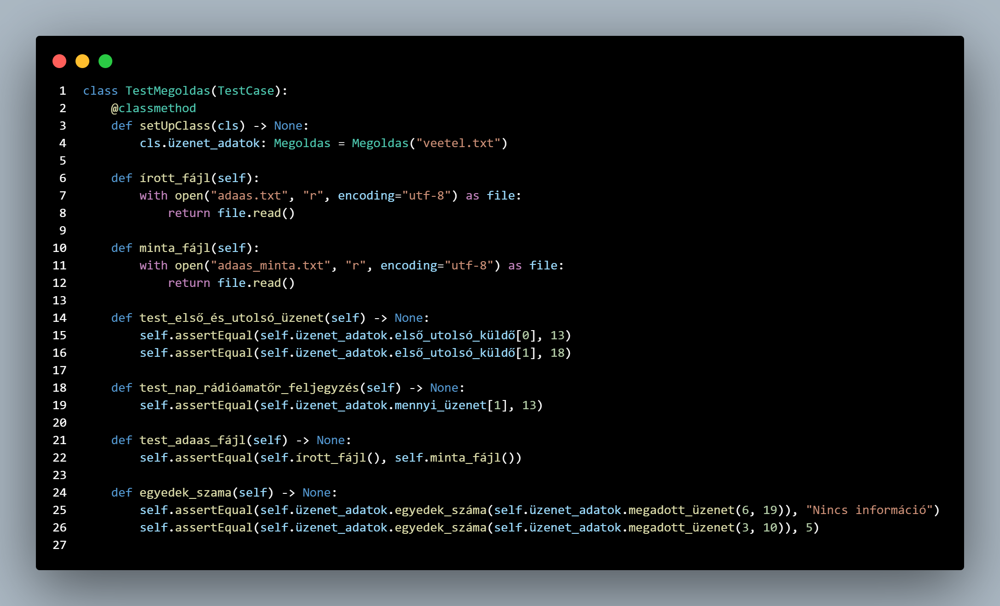 1 class TestMegoldas(TestCase):
2     @classmethod
3     def setUpClass(cls) -> None:
4         cls.üzenet_adatok: Megoldas = Megoldas("veetel.txt")
5
6     def írott_fájl(self):
7         with open("adaas.txt", "r", encoding="utf-8") as file:
8             return file.read()
9
10     def minta_fájl(self):
11         with open("adaas_minta.txt", "r", encoding="utf-8") as file:
12             return file.read()
13
14     def test_első_és_utolsó_üzenet(self) -> None:
15         self.assertEqual(self.üzenet_adatok.első_utolsó_küldő[0], 13)
16         self.assertEqual(self.üzenet_adatok.első_utolsó_küldő[1], 18)
17
18     def test_nap_rádióamatőr_feljegyzés(self) -> None:
19         self.assertEqual(self.üzenet_adatok.mennyi_üzenet[1], 13)
20
21     def test_adaas_fájl(self) -> None:
22         self.assertEqual(self.írott_fájl(), self.minta_fájl())
23
24     def egyedek_szama(self) -> None:
25         self.assertEqual(self.üzenet_adatok.egyedek_száma(self.üzenet_adatok.megadott_üzenet(6, 19)), "Nincs információ")
26         self.assertEqual(self.üzenet_adatok.egyedek_száma(self.üzenet_adatok.megadott_üzenet(3, 10)), 5)
27